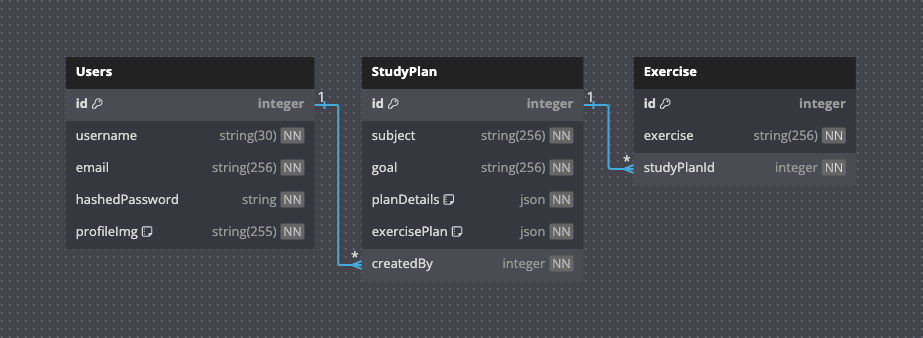 Users
id integer
username string(30) NN
email string(256) NN
hashedPassword string NN
profileImg string(255) NN
1
*
StudyPlan
id integer
subject string(256) NN
goal string(256) NN
planDetails json NN
exercisePlan json NN
createdBy integer NN
1
*
Exercise
id integer
exercise string(256) NN
studyPlanId integer NN